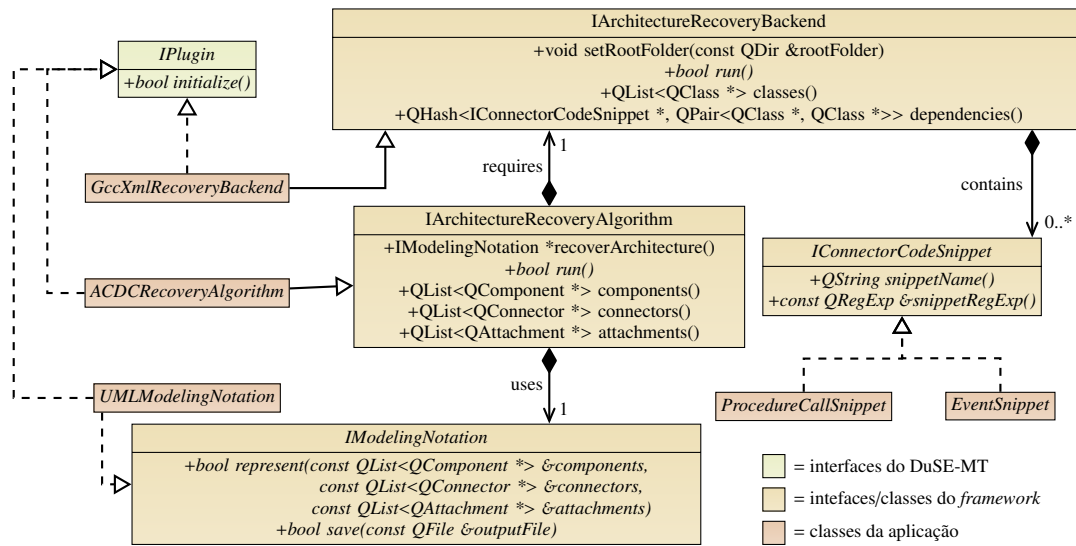 IArchitectureRecoveryBackend
+void setRootFolder(const QDir &rootFolder)
+bool run()
+QList<QClass *> classes()
+QHash<IConnectorCodeSnippet *, QPair<QClass *, QClass *>> dependencies()
IPlugin
+bool initialize()
requires
1
contains
0..*
GccXmlRecoveryBackend
IArchitectureRecoveryAlgorithm
+IModelingNotation *recoverArchitecture()
+bool run()
+QList<QComponent *> components()
+QList<QConnector *> connectors()
+QList<QAttachment *> attachments()
IConnectorCodeSnippet
+QString snippetName()
+const QRegExp &snippetRegExp()
ACDCRecoveryAlgorithm
uses
1
UMLModelingNotation
ProcedureCallSnippet
EventSnippet
IModelingNotation
+bool represent(const QList<QComponent *> &components,
const QList<QConnector *> &connectors,
const QList<QAttachment *> &attachments)
+bool save(const QFile &outputFile)
= interfaces do DuSE-MT
= intefaces/classes do framework
= classes da aplicação